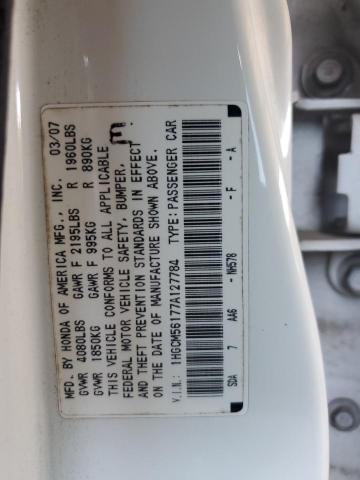 MFD. BY HONDA OF AMERICA MFG., INC. 03/07
GVWR 4080LBS GAWR F 2195LBS R 1960LBS
GVWR 1850KG GAWR F 995KG R 890KG
THIS VEHICLE CONFORMS TO ALL APPLICABLE
FEDERAL MOTOR VEHICLE SAFETY, BUMPER,
AND THEFT PREVENTION STANDARDS IN EFFECT
ON THE DATE OF MANUFACTURE SHOWN ABOVE.
V.I.N.: 1HGCM56177A127784 TYPE: PASSENGER CAR
SDA 7 AA6 - NH578 - F - A